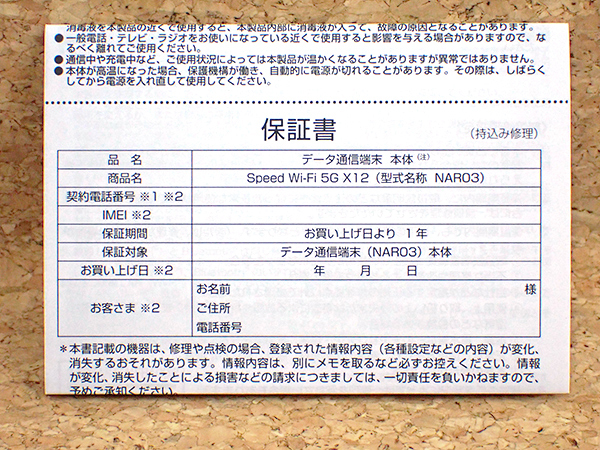 消毒液を本製品の近くで使用すると、本製品内部に消毒液が入って、故障の原因となることがあります。
●一般電話・テレビ・ラジオをお使いになっている近くで使用すると影響を与える場合がありますので、な
るべく離れてご使用ください。
●通信中や充電中など、ご使用状況によっては本製品が温かくなることがありますが異常ではありません。
●本体が高温になった場合、保護機構が働き、自動的に電源が切れることがあります。その際は、しばらく
してから電源を入れ直して使用してください。
保証書
(持込み修理)
品 名 データ通信端末 本体(注)
商品名 Speed Wi-Fi 5G X12(型式名称 NAR03)
契約電話番号 ※1 ※2
IMEI ※2
保証期間 お買い上げ日より 1年
保証対象 データ通信端末(NAR03)本体
お買い上げ日 ※2 年 月 日
お客さま ※2
お名前 様
ご住所
電話番号
＊本書記載の機器は、修理や点検の場合、登録された情報内容(各種設定などの内容)が変化、
消失するおそれがあります。情報内容は、別にメモを取るなど必ずお控えください。情報
が変化、消失したことによる損害などの請求につきましては、一切責任を負いかねますので、
予めご承知ください。